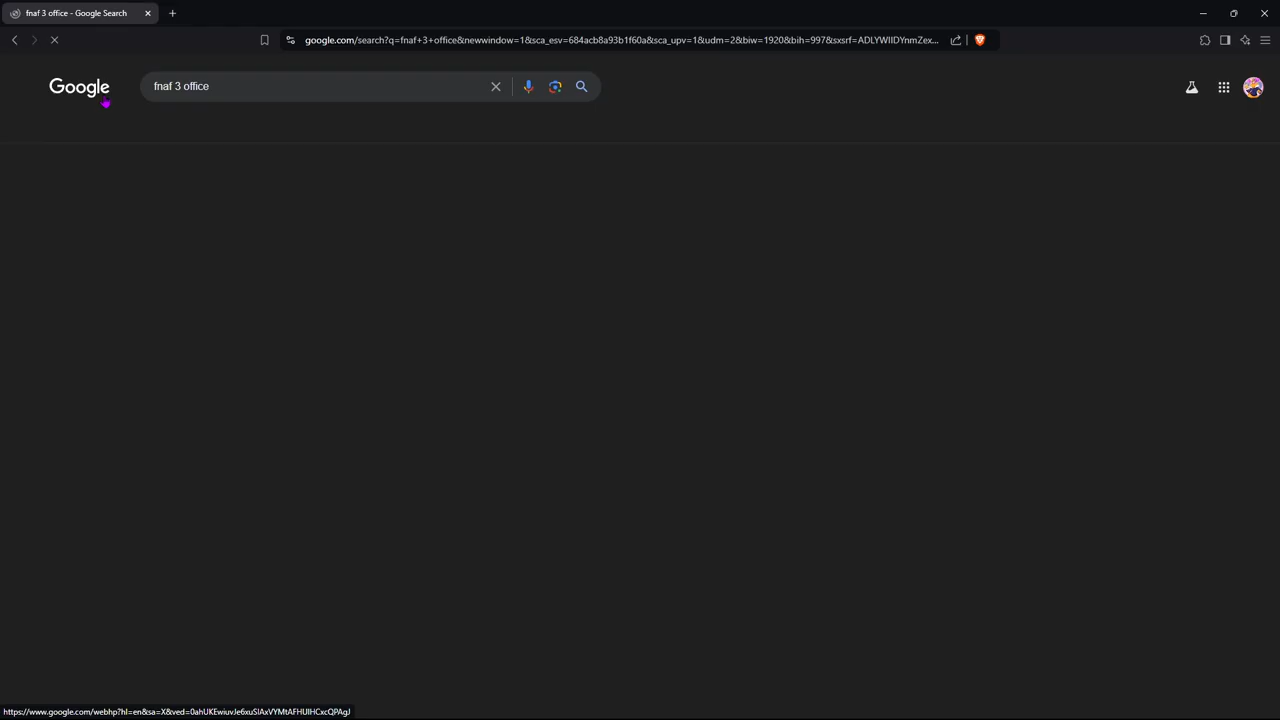 fnaf 3 office - Google Search
google.com/search?q=fnaf+3+office&newwindow=1&sca_esv=684acb8a93b1f60a&sca_upv=1&udm=2&biw=1920&bih=997&sxsrf=ADLYWIIDYnmZex...
Google
fnaf 3 office
https://www.google.com/webhp?hl=en&sa=X&ved=0ahUKEwiuvJe6xuSIAxVYMtAFHUIHCxcQPAgJ